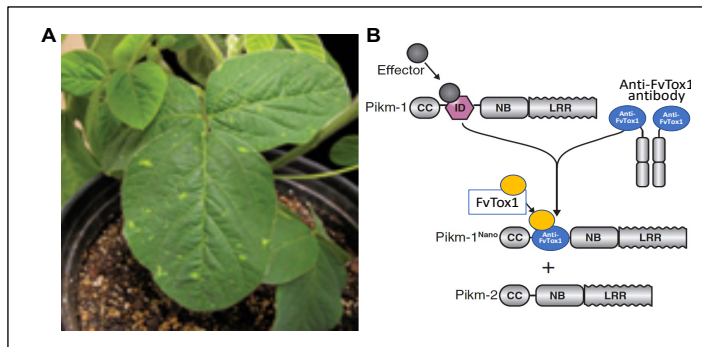 A
B
Effector
Pikm-1
CC
ID
NB
LRR
Anti-FvTox1
antibody
Anti-
FvTox1
Anti-
FvTox1
FvTox1
Pikm-1Nano
CC
Anti-
FvTox1
NB
LRR
+
Pikm-2
CC
NB
LRR